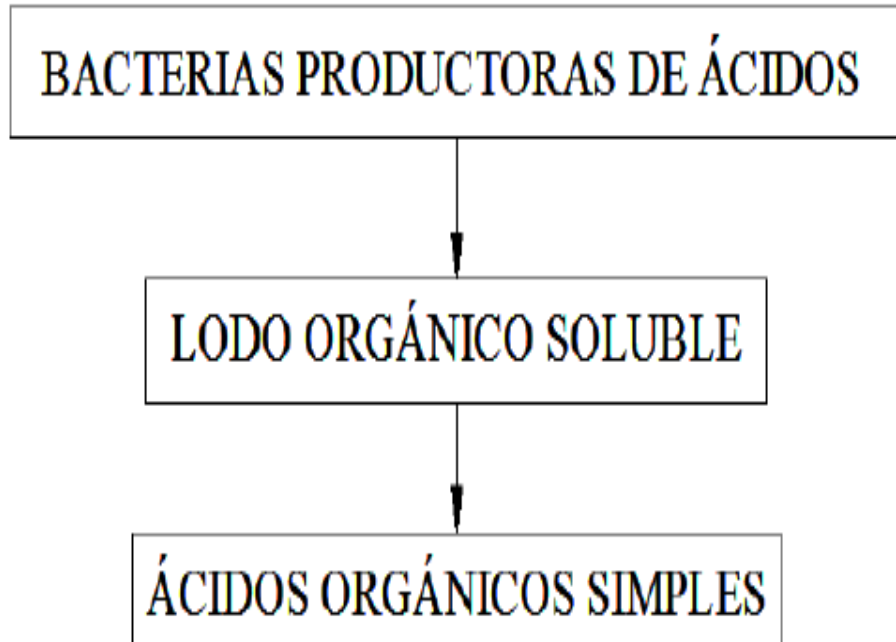 BACTERIAS PRODUCTORAS DE ÁCIDOS
LODO ORGÁNICO SOLUBLE
ÁCIDOS ORGÁNICOS SIMPLES